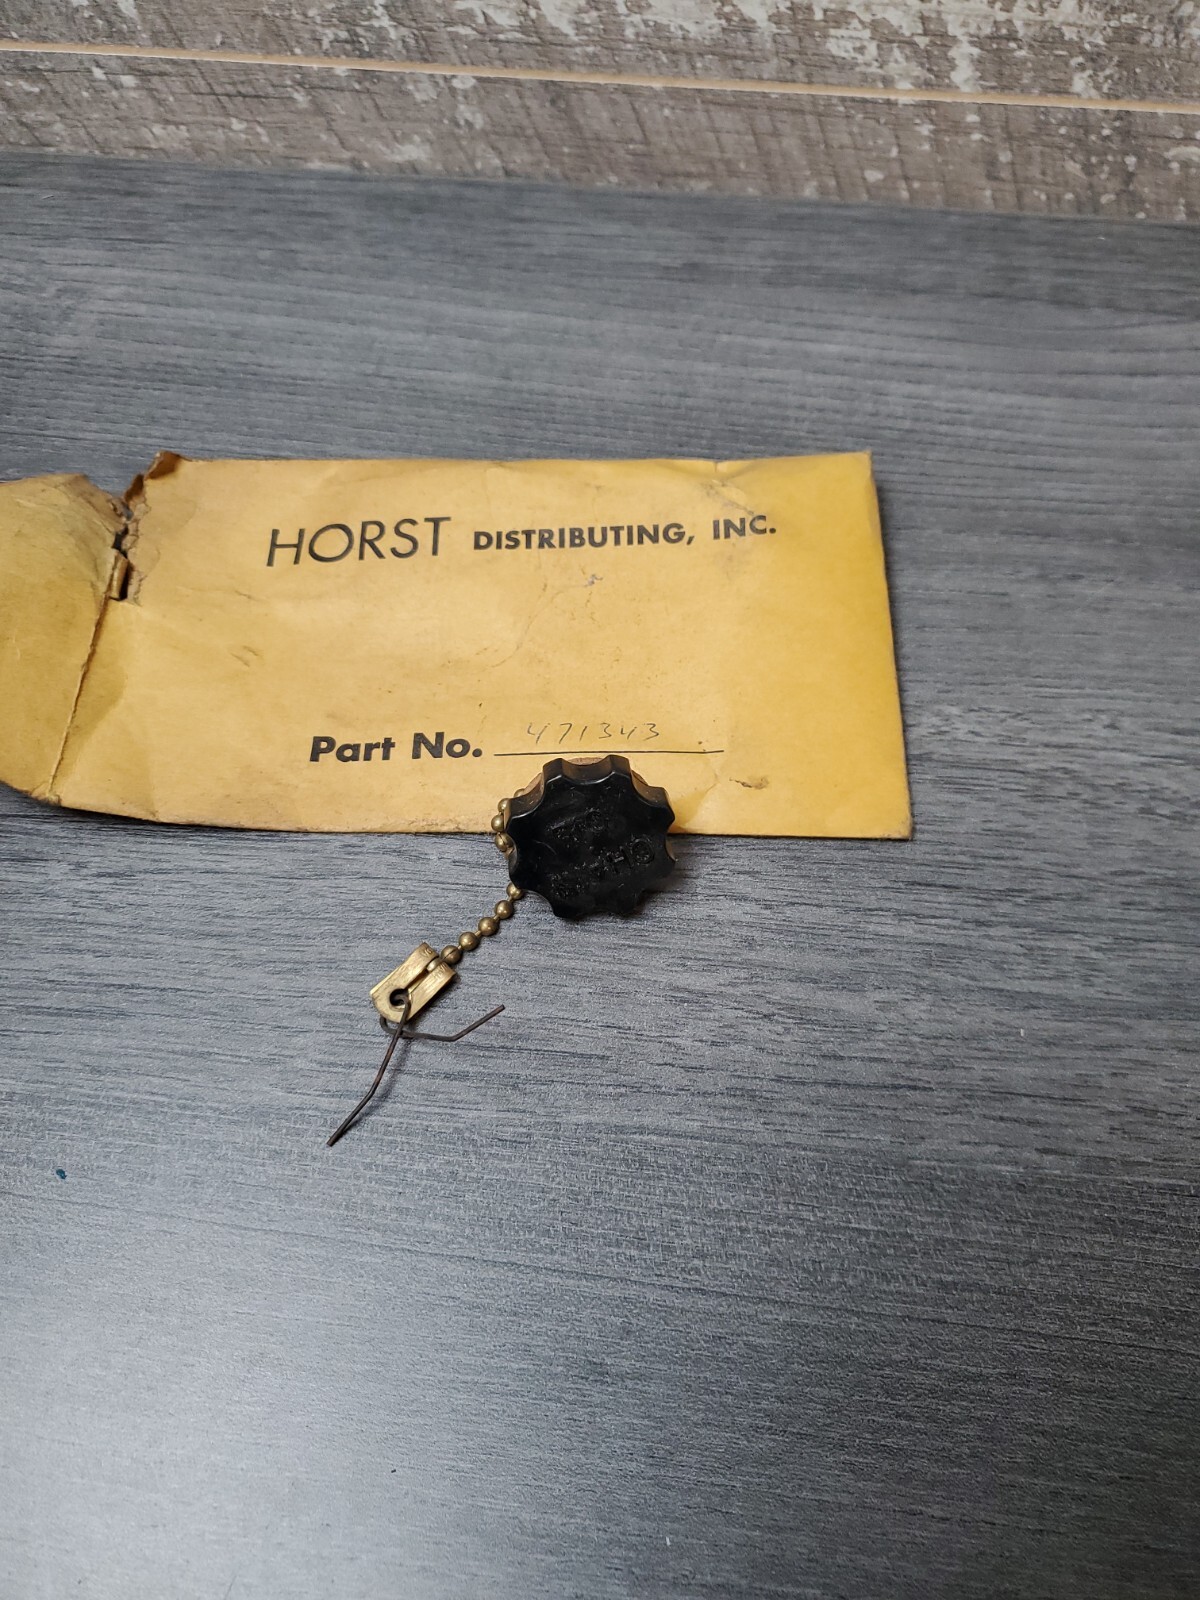 HORST DISTRIBUTING, INC.
Part No. 471343